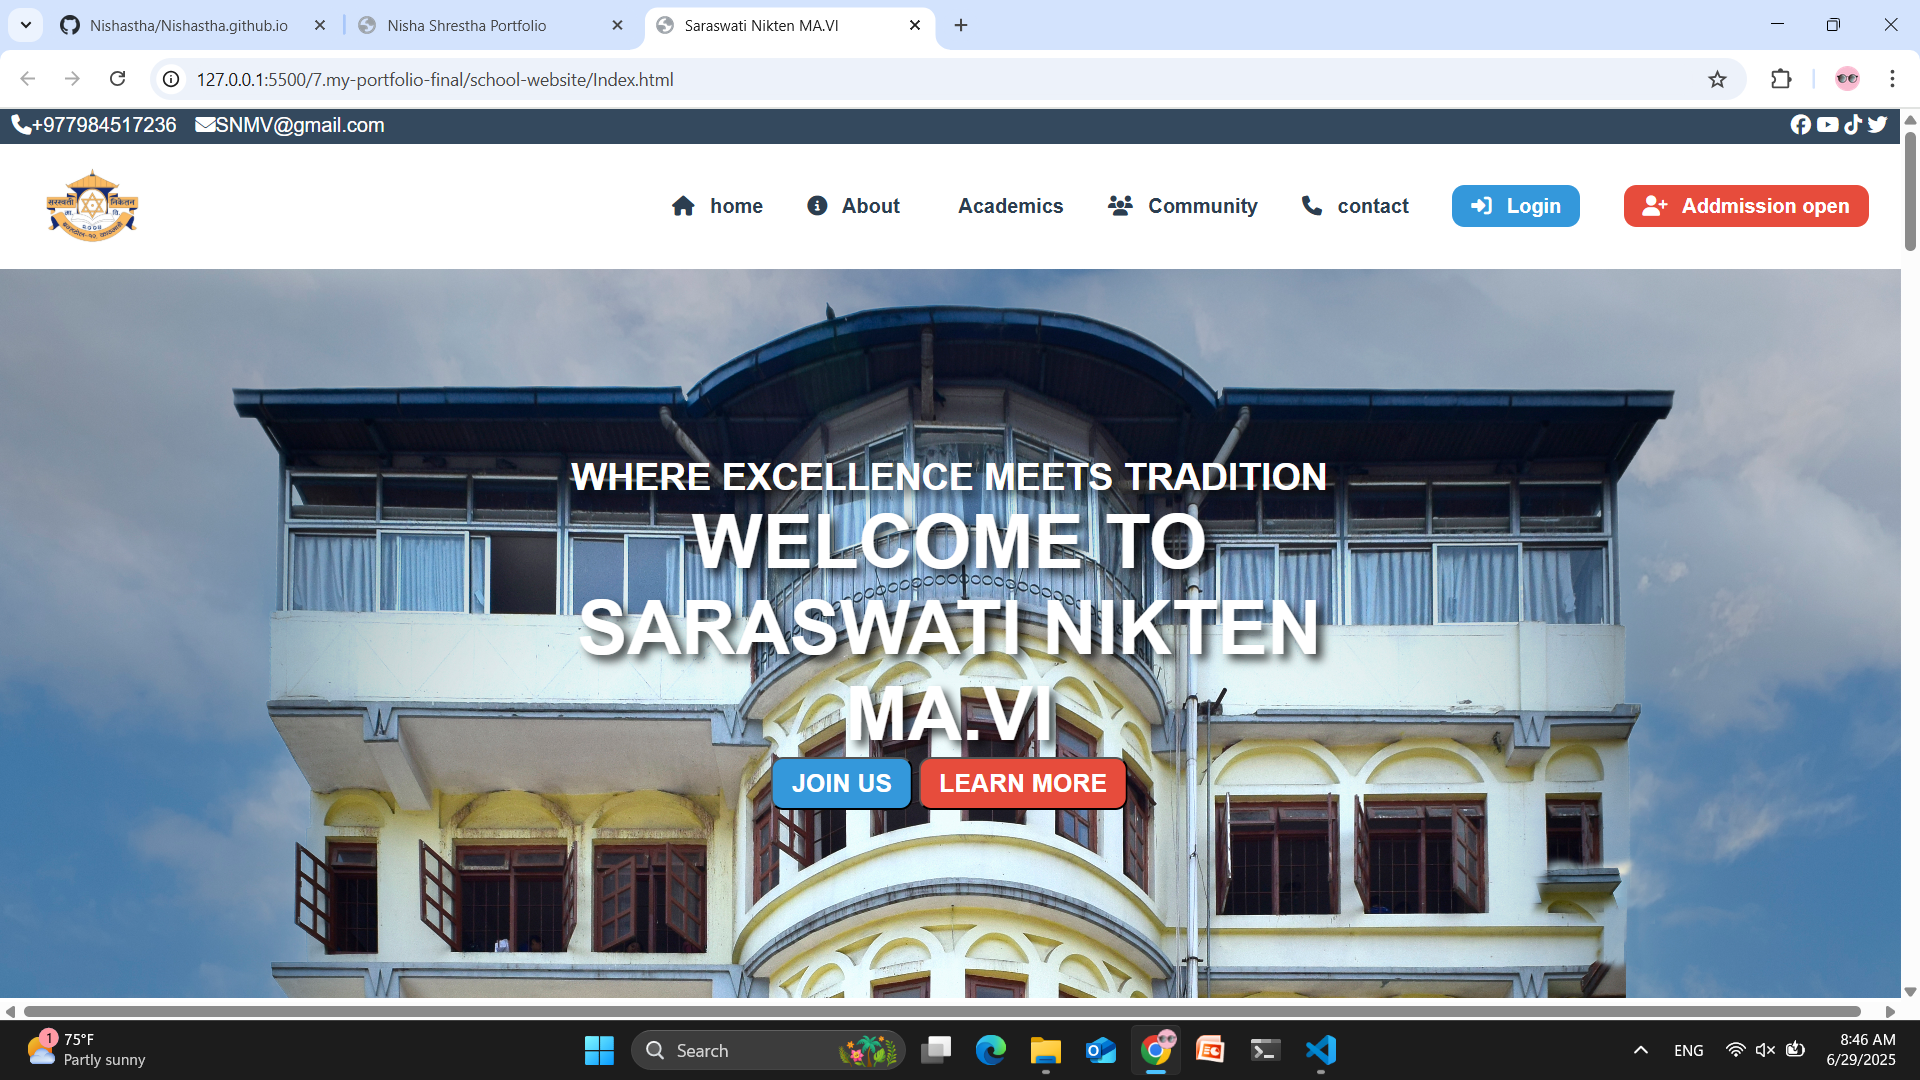 Nishastha/Nishastha.github.io
Nisha Shrestha Portfolio
Saraswati Nikten MA.VI
127.0.0.1:5500/7.my-portfolio-final/school-website/Index.html
+977984517236 SNMV@gmail.com
सरस्वती निकेतन
मा. वि.
home About Academics Community contact Login Addmission open
WHERE EXCELLENCE MEETS TRADITION
WELCOME TO
SARASWATI NIKTEN
MA.VI
JOIN US LEARN MORE
1
75°F
Partly sunny
Search
ENG
8:46 AM
6/29/2025